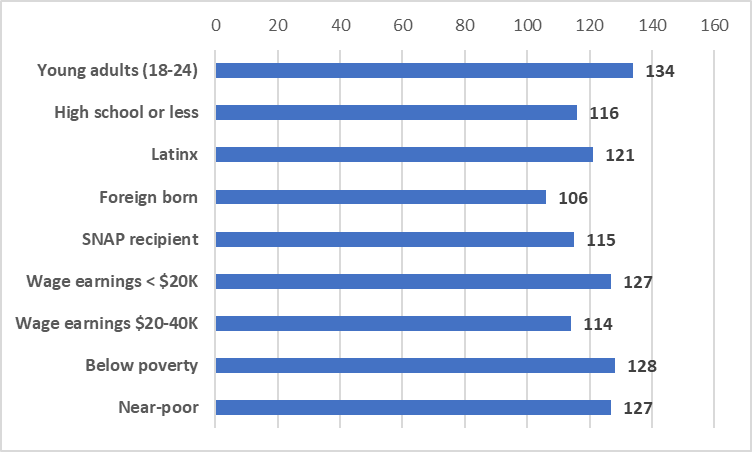 0 20 40 60 80 100 120 140 160
Young adults (18-24) 134
High school or less 116
Latinx 121
Foreign born 106
SNAP recipient 115
Wage earnings < $20K 127
Wage earnings $20-40K 114
Below poverty 128
Near-poor 127